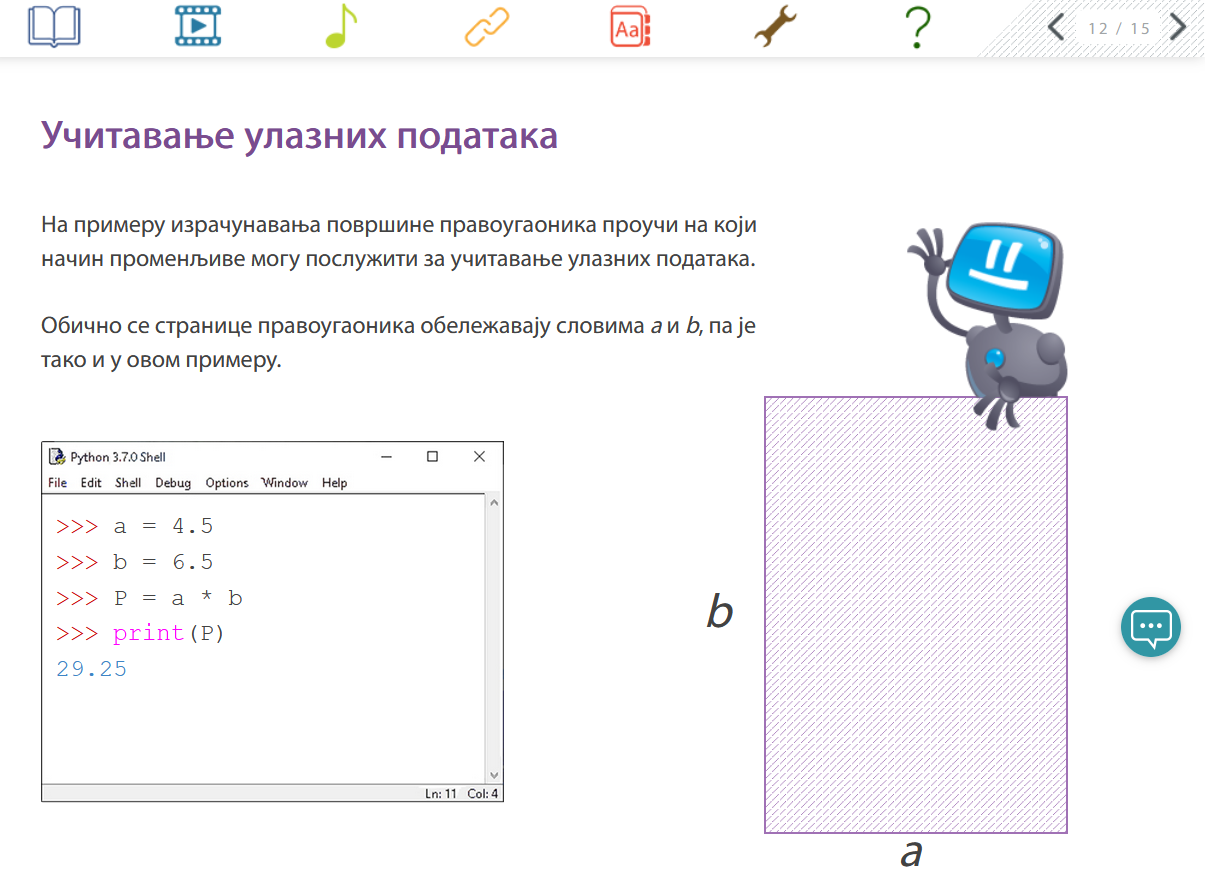 Aa
12 / 15
Учитавање улазних података
На примеру израчунавања површине правоугаоника проучи на који
начин променљиве могу послужити за учитавање улазних података.
Обично се странице правоугаоника обележавају словима a и b, па је
тако и у овом примеру.
Python 3.7.0 Shell
File Edit Shell Debug Options Window Help
>>> a = 4.5
>>> b = 6.5
>>> P = a * b
>>> print(P)
29.25
Ln: 11 Col: 4
b
a